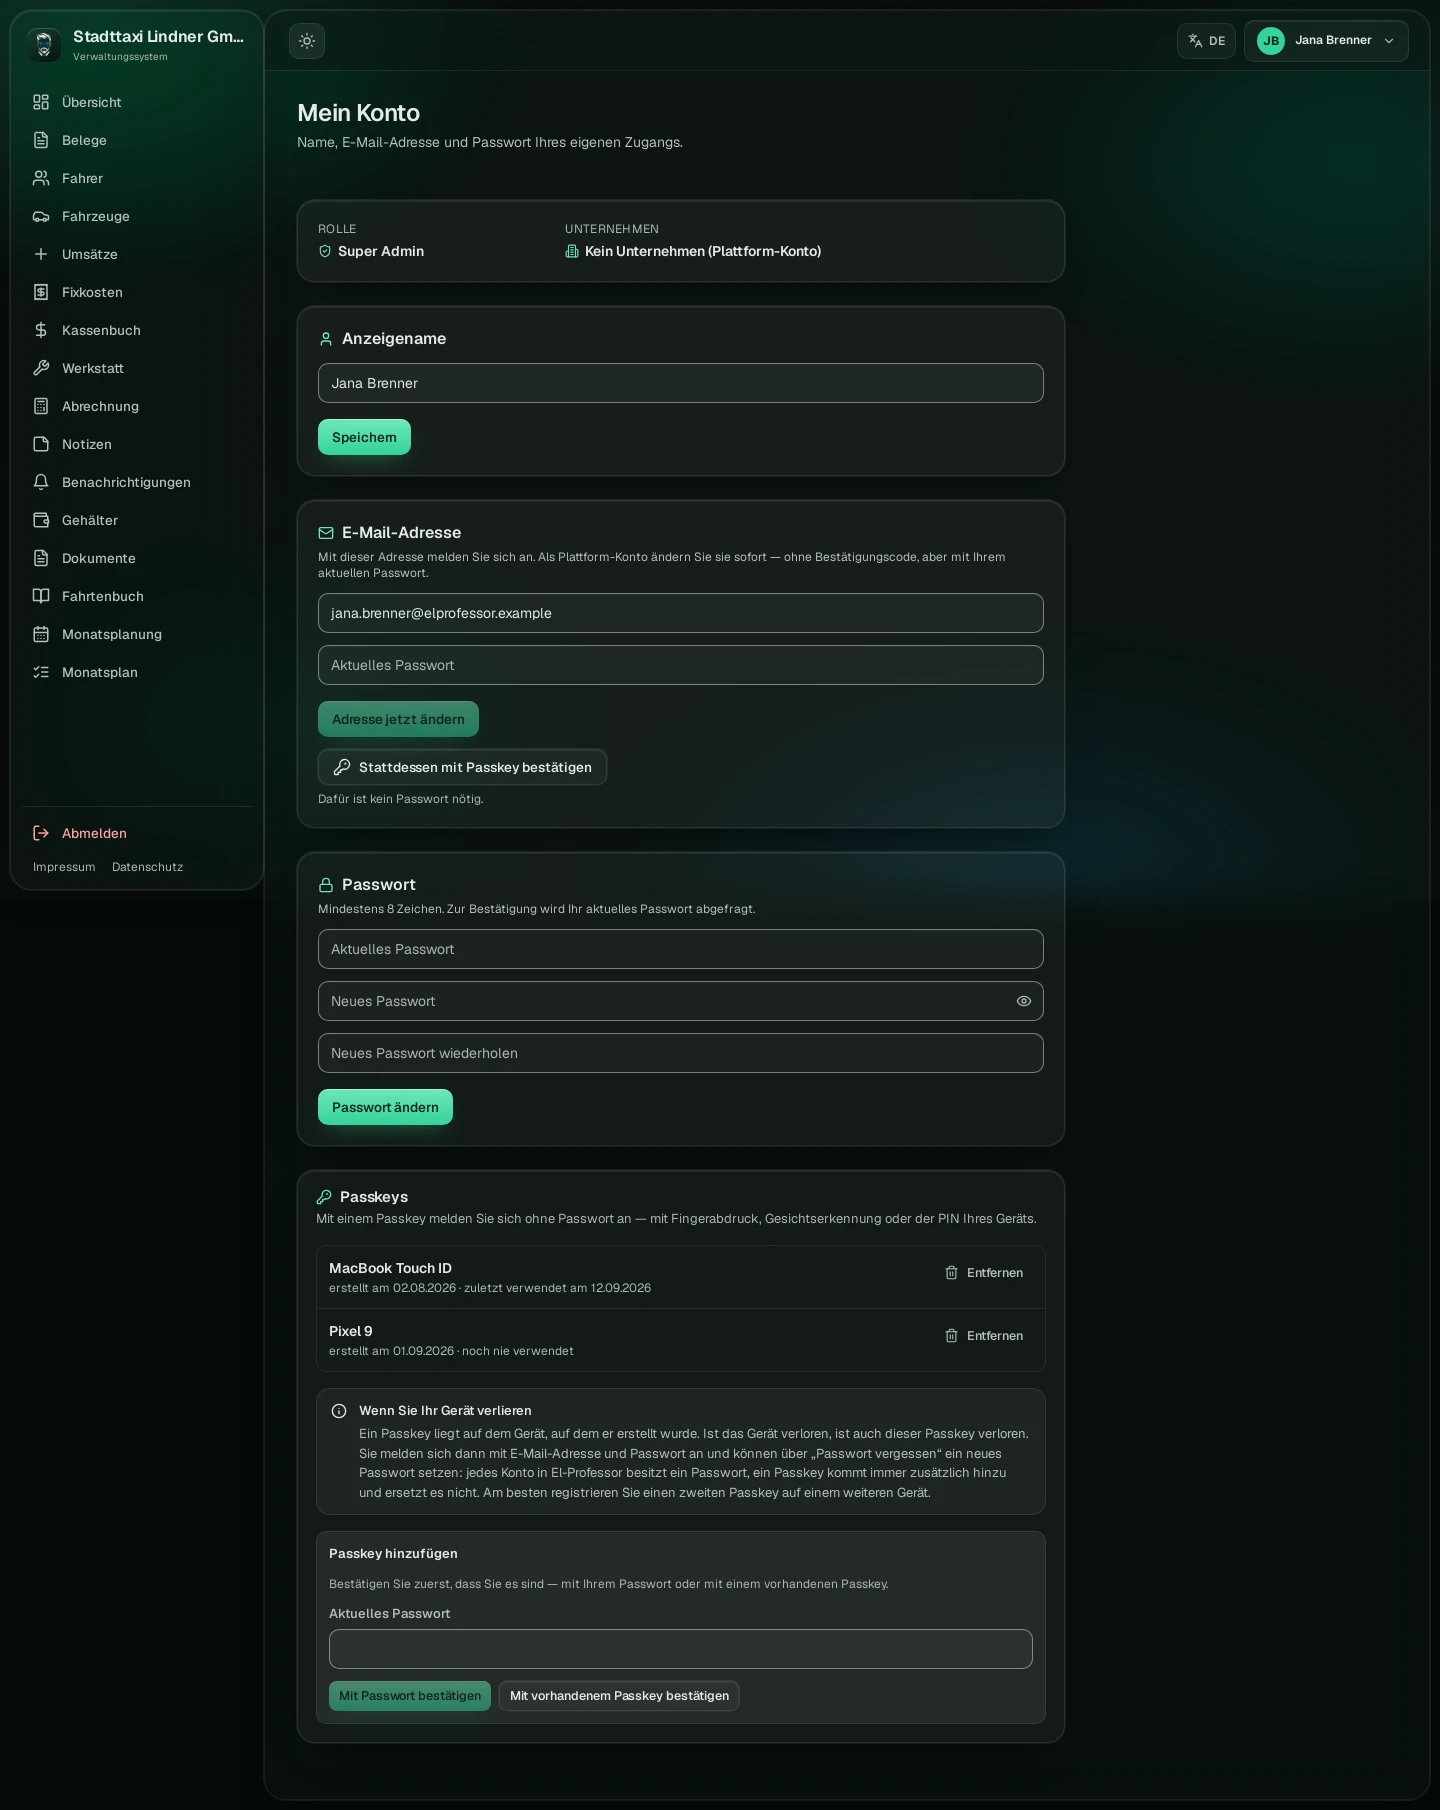 Stadttaxi Lindner Gm...
Verwaltungssystem
Übersicht
Belege
Fahrer
Fahrzeuge
Umsätze
Fixkosten
Kassenbuch
Werkstatt
Abrechnung
Notizen
Benachrichtigungen
Gehälter
Dokumente
Fahrtenbuch
Monatsplanung
Monatsplan
Abmelden
Impressum Datenschutz
DE
JB Jana Brenner
Mein Konto
Name, E-Mail-Adresse und Passwort Ihres eigenen Zugangs.
ROLLE
Super Admin
UNTERNEHMEN
Kein Unternehmen (Plattform-Konto)
Anzeigename
Jana Brenner
Speichern
E-Mail-Adresse
Mit dieser Adresse melden Sie sich an. Als Plattform-Konto ändern Sie sie sofort — ohne Bestätigungscode, aber mit Ihrem
aktuellen Passwort.
jana.brenner@elprofessor.example
Aktuelles Passwort
Adresse jetzt ändern
Stattdessen mit Passkey bestätigen
Dafür ist kein Passwort nötig.
Passwort
Mindestens 8 Zeichen. Zur Bestätigung wird Ihr aktuelles Passwort abgefragt.
Aktuelles Passwort
Neues Passwort
Neues Passwort wiederholen
Passwort ändern
Passkeys
Mit einem Passkey melden Sie sich ohne Passwort an — mit Fingerabdruck, Gesichtserkennung oder der PIN Ihres Geräts.
MacBook Touch ID
erstellt am 02.08.2026 · zuletzt verwendet am 12.09.2026
Entfernen
Pixel 9
erstellt am 01.09.2026 · noch nie verwendet
Entfernen
Wenn Sie Ihr Gerät verlieren
Ein Passkey liegt auf dem Gerät, auf dem er erstellt wurde. Ist das Gerät verloren, ist auch dieser Passkey verloren.
Sie melden sich dann mit E-Mail-Adresse und Passwort an und können über „Passwort vergessen“ ein neues
Passwort setzen: jedes Konto in El-Professor besitzt ein Passwort, ein Passkey kommt immer zusätzlich hinzu
und ersetzt es nicht. Am besten registrieren Sie einen zweiten Passkey auf einem weiteren Gerät.
Passkey hinzufügen
Bestätigen Sie zuerst, dass Sie es sind — mit Ihrem Passwort oder mit einem vorhandenen Passkey.
Aktuelles Passwort
Mit Passwort bestätigen
Mit vorhandenem Passkey bestätigen